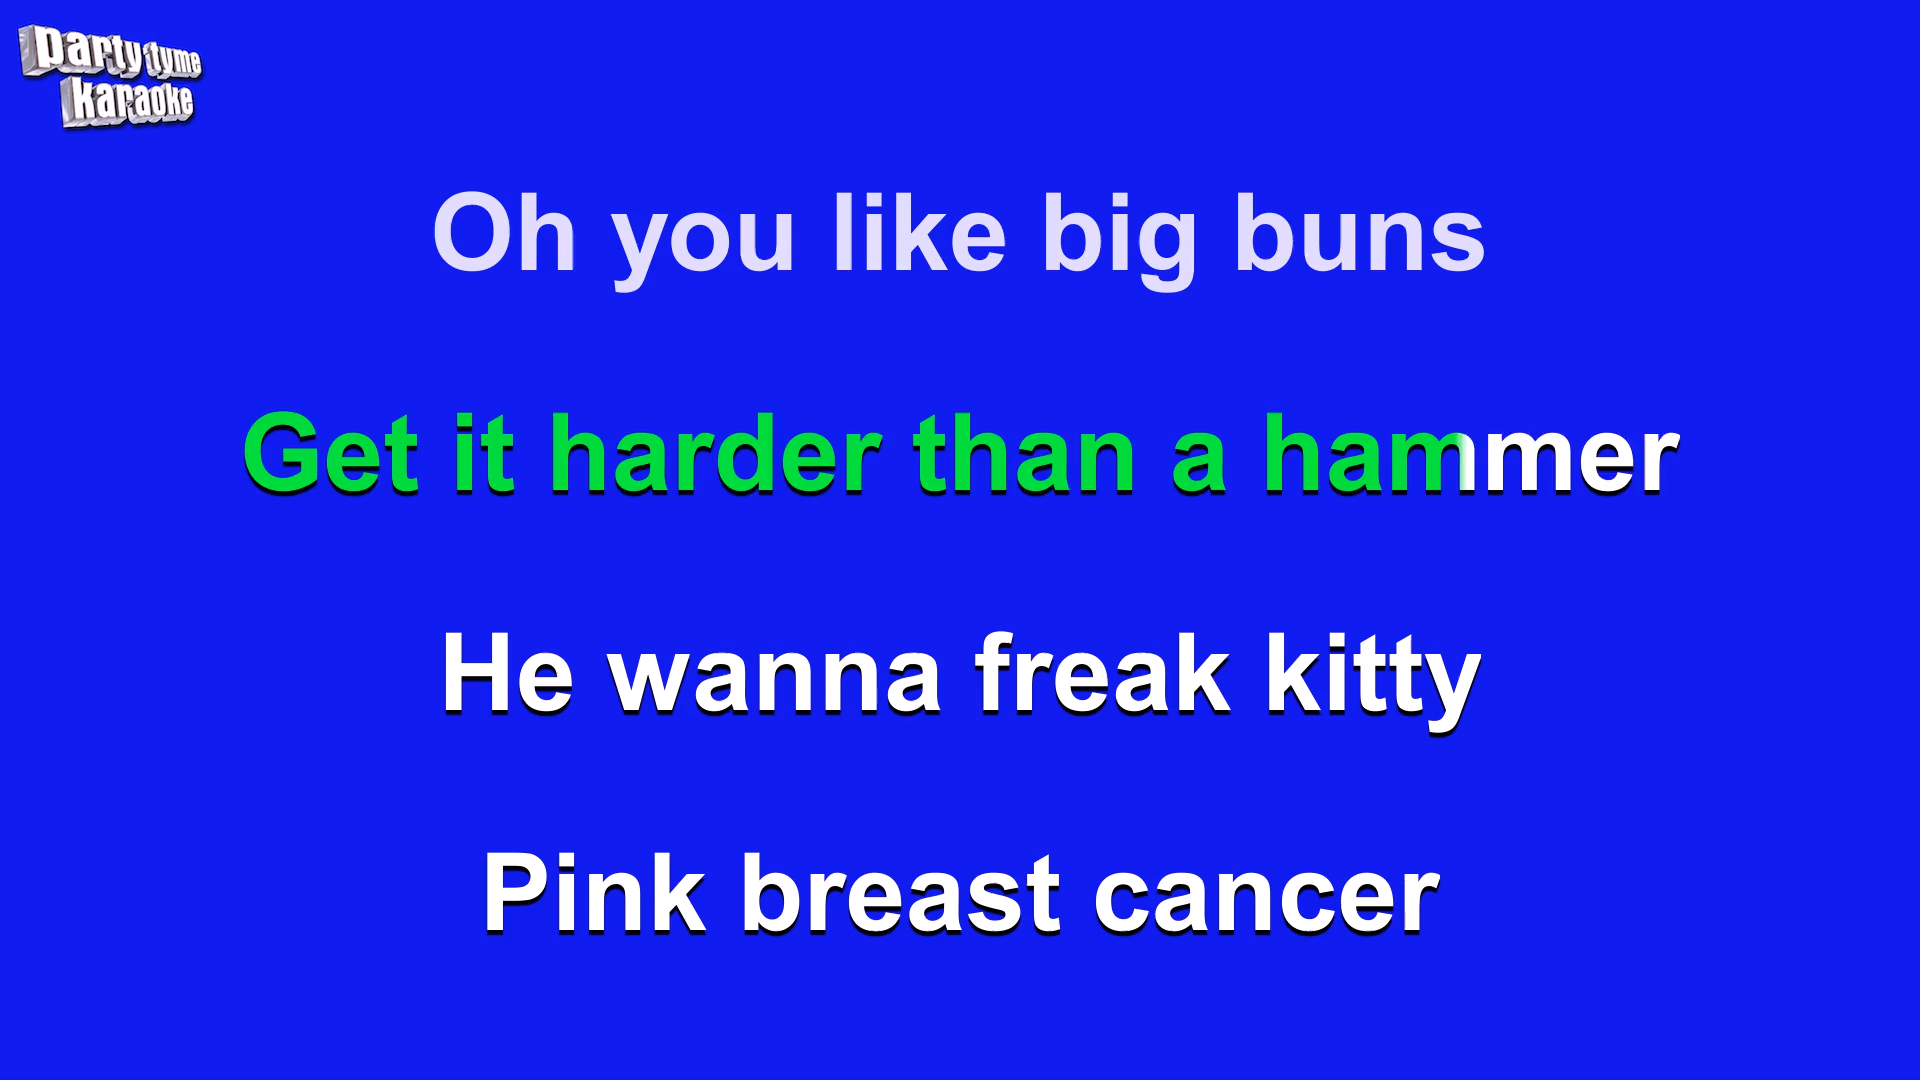 party tyme
karaoke
Oh you like big buns
Get it harder than a hammer
He wanna freak kitty
Pink breast cancer